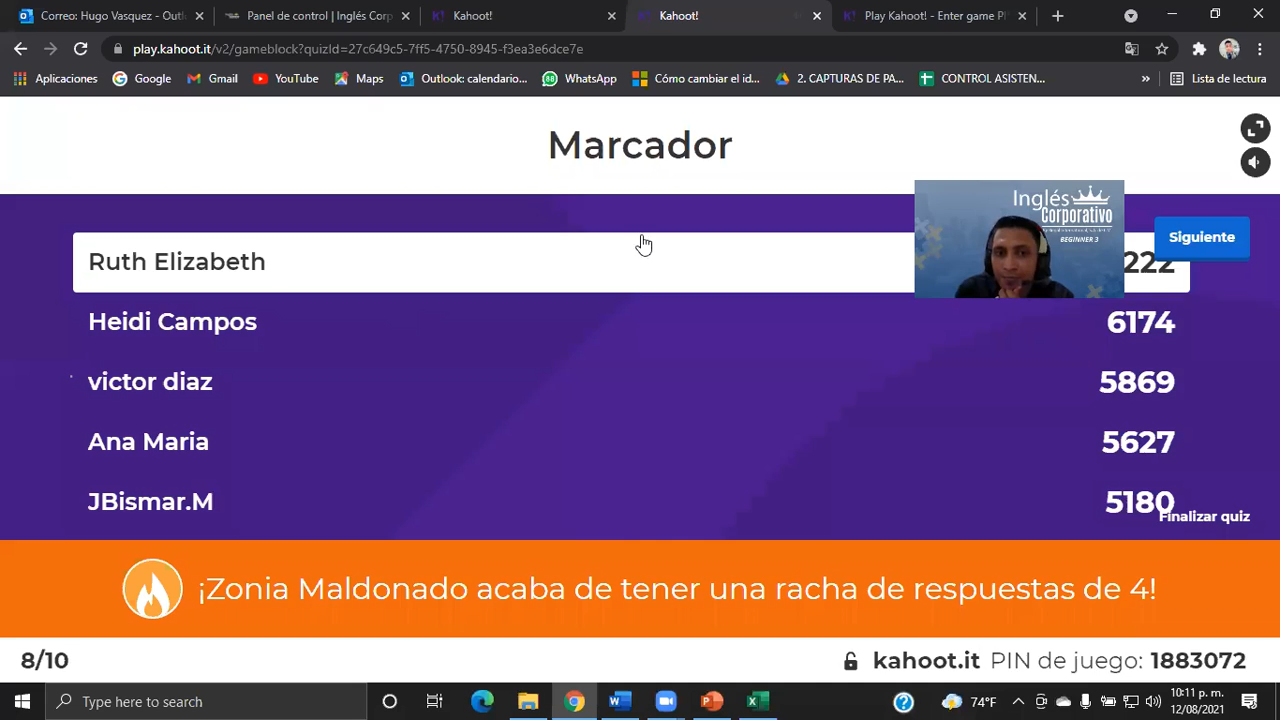 Correo: Hugo Vasquez - Outl
Panel de control | Inglés Corp
Kahoot!
Kahoot!
Play Kahoot! - Enter game P
play.kahoot.it/v2/gameblock?quizId=27c649c5-7ff5-4750-8945-f3ea3e6dce7e
Aplicaciones
Google
Gmail
YouTube
Maps
Outlook: calendario...
88
WhatsApp
Cómo cambiar el id...
2. CAPTURAS DE PA...
CONTROL ASISTEN...
»
Lista de lectura
Marcador
Inglés
Corporativo
BEGINNER 3
Siguiente
Ruth Elizabeth
222
Heidi Campos 6174
victor diaz 5869
Ana Maria 5627
JBismar.M 5180
Finalizar quiz
¡Zonia Maldonado acaba de tener una racha de respuestas de 4!
8/10
kahoot.it PIN de juego: 1883072
Type here to search
74°F
10:11 p. m.
12/08/2021